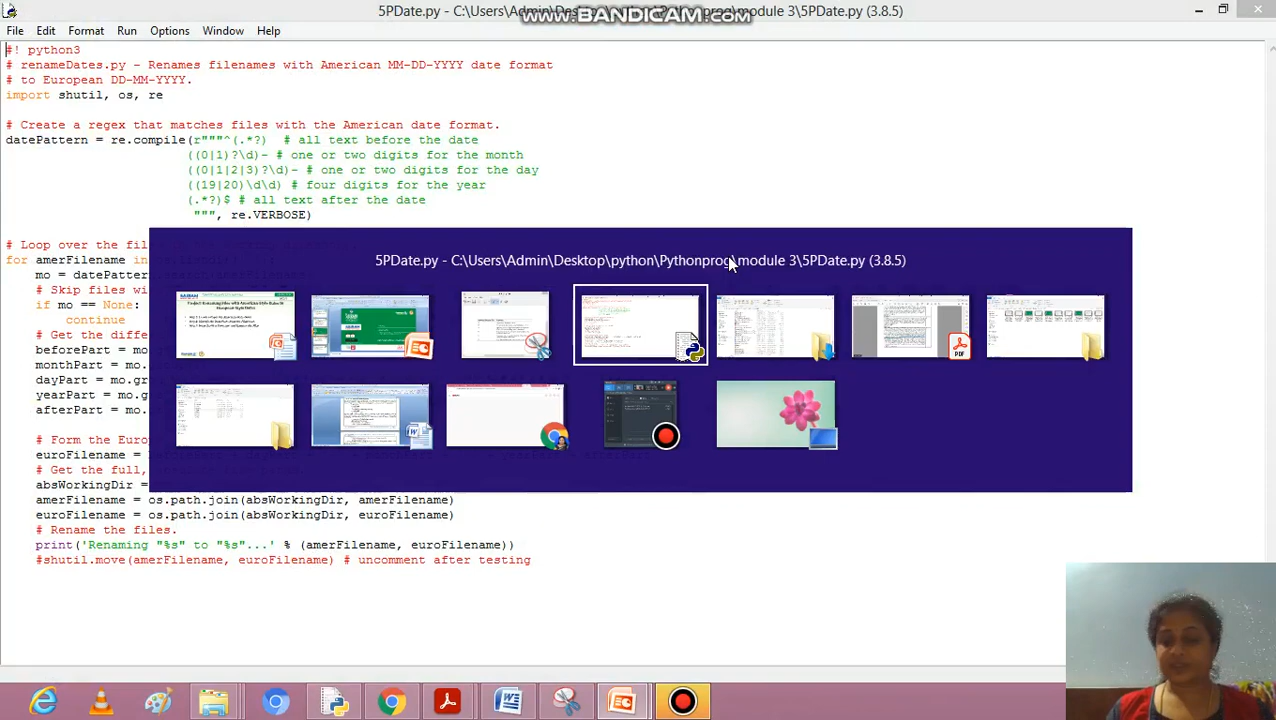 5PDate.py - C:\Users\Admin\Desktop\python\Pythonprog\module 3\5PDate.py (3.8.5)
www.BANDICAM.com
File Edit Format Run Options Window Help
#! python3
# renameDates.py - Renames filenames with American MM-DD-YYYY date format
# to European DD-MM-YYYY.
import shutil, os, re
# Create a regex that matches files with the American date format.
datePattern = re.compile(r"""^(.*?) # all text before the date
((0|1)?\d)- # one or two digits for the month
((0|1|2|3)?\d)- # one or two digits for the day
((19|20)\d\d) # four digits for the year
(.*?)$ # all text after the date
""", re.VERBOSE)
# Loop over the fil
for amerFilename in
5PDate.py - C:\Users\Admin\Desktop\python\Pythonprog\module 3\5PDate.py (3.8.5)
mo = datePatter
# Skip files wi
if mo == None:
continue
# Get the diffe
beforePart = mo
monthPart = mo.
dayPart = mo.gr
yearPart = mo.g
afterPart = mo.
# Form the Euro
euroFilename =
# Get the full,
absWorkingDir =
amerFilename = os.path.join(absWorkingDir, amerFilename)
euroFilename = os.path.join(absWorkingDir, euroFilename)
# Rename the files.
print('Renaming "%s" to "%s"...' % (amerFilename, euroFilename))
#shutil.move(amerFilename, euroFilename) # uncomment after testing